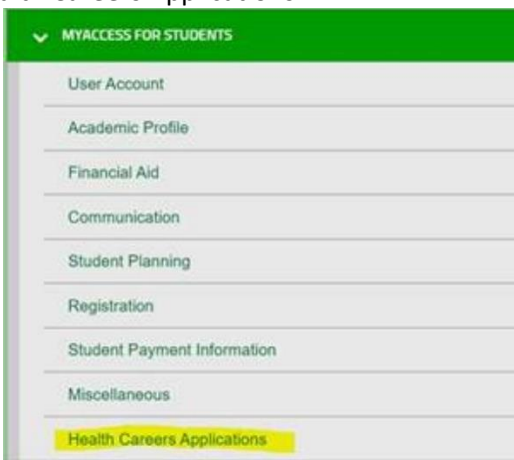 MYACCESS FOR STUDENTS
User Account
Academic Profile
Financial Aid
Communication
Student Planning
Registration
Student Payment Information
Miscellaneous
Health Careers Applications